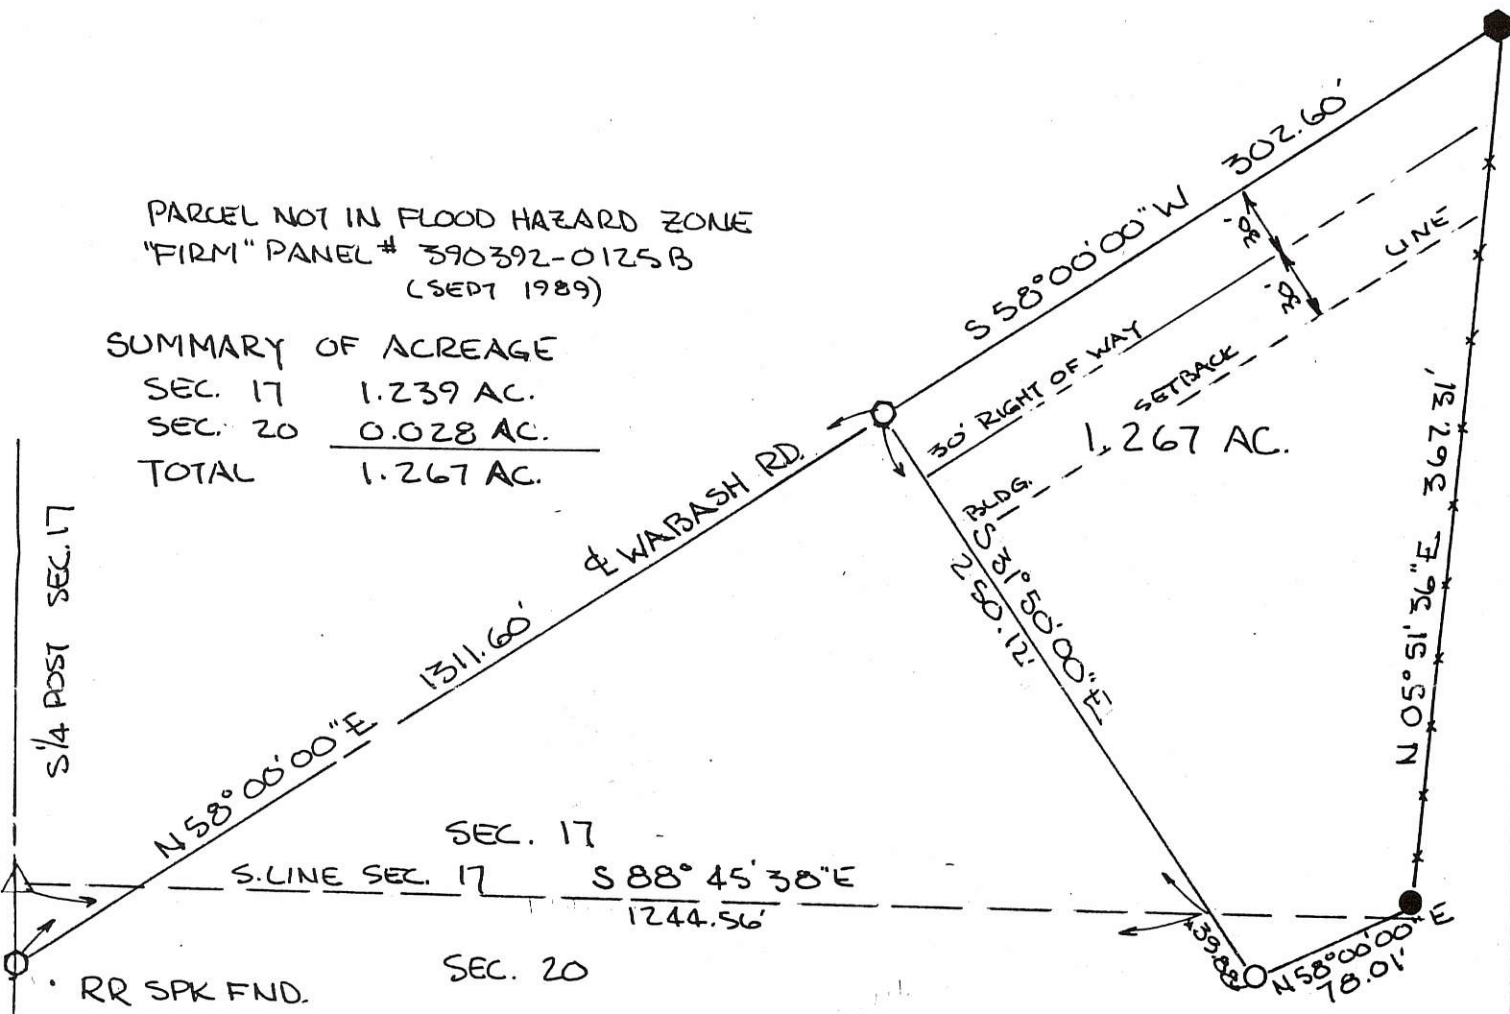 PARCEL NOT IN FLOOD HAZARD ZONE
"FIRM" PANEL # 390392-0125B
(SEPT 1989)
SUMMARY OF ACREAGE
SEC. 17 1.239 AC.
SEC. 20 0.028 AC.
TOTAL 1.267 AC.
S 58°00'00" W 302.60'
30'
30'
30' RIGHT OF WAY
BLDG. SETBACK LINE
1.267 AC.
℄ WABASH RD.
N 58°00'00" E 1311.60'
S 31°50'00" E
250.12'
N 05°51'36" E 367.31'
S 1/4 POST SEC. 17
SEC. 17
S. LINE SEC. 17 S 88°45'38" E
1244.56'
SEC. 20
RR SPK FND.
39.88
N 58°00'00" E
78.01'